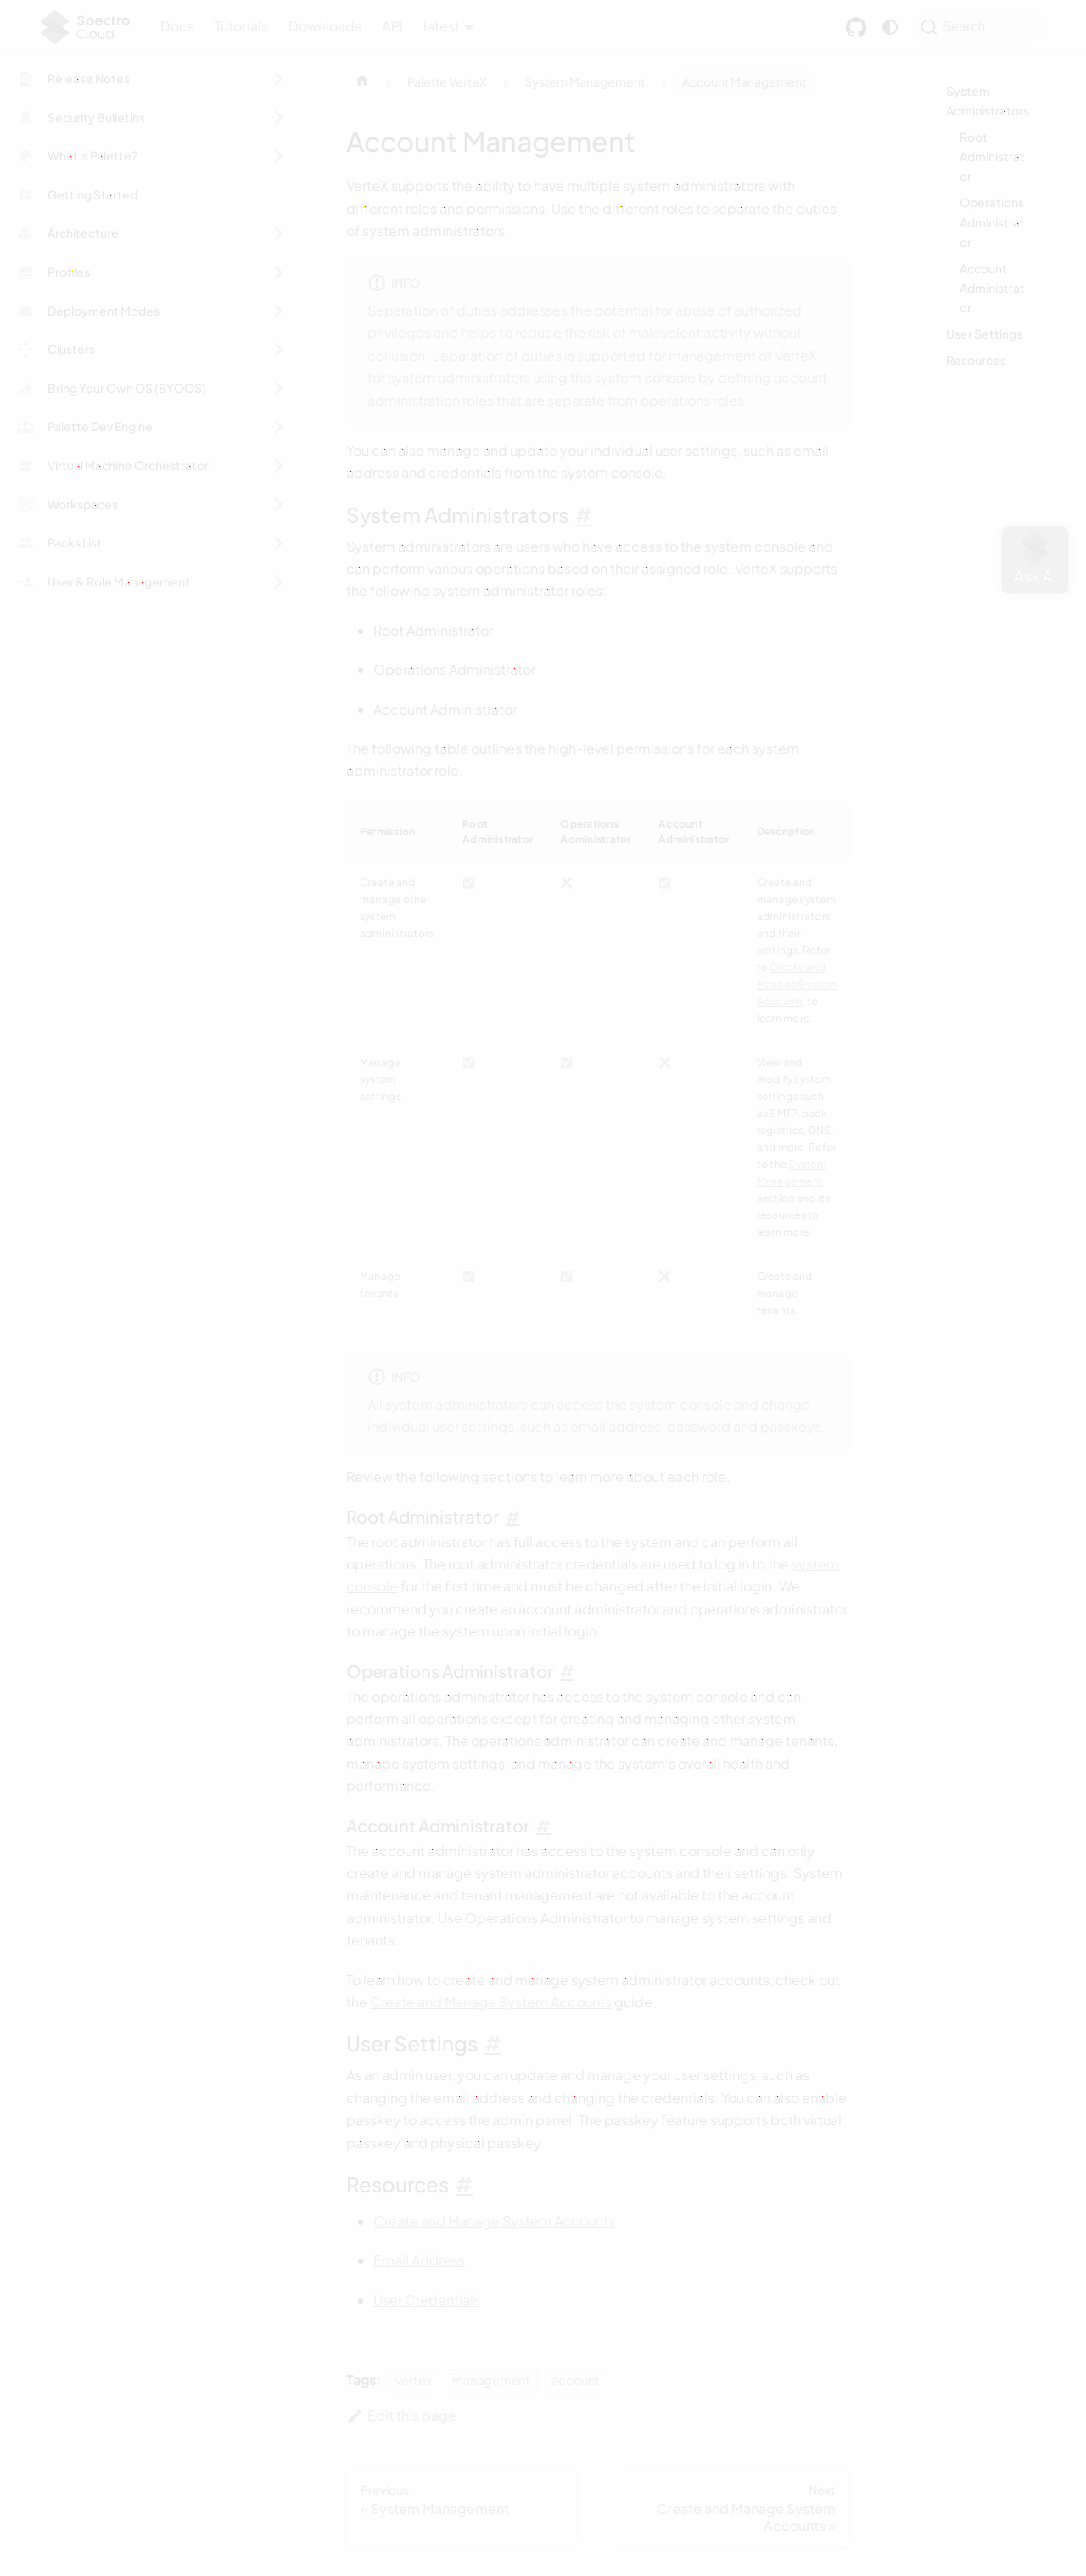 Spectro
Cloud
Docs
Tutorials
Downloads
API
latest
Search
Release Notes
Security Bulletins
What is Palette?
Getting Started
Architecture
Profiles
Deployment Modes
Clusters
Bring Your Own OS (BYOOS)
Palette Dev Engine
Virtual Machine Orchestrator
Workspaces
Packs List
User & Role Management
Palette VerteX
System Management
Account Management
Account Management
VerteX supports the ability to have multiple system administrators with
different roles and permissions. Use the different roles to separate the duties
of system administrators.
INFO
Separation of duties addresses the potential for abuse of authorized
privileges and helps to reduce the risk of malevolent activity without
collusion. Separation of duties is supported for management of VerteX
for system administrators using the system console by defining account
administration roles that are separate from operations roles.
You can also manage and update your individual user settings, such as email
address and credentials from the system console.
System Administrators #
System administrators are users who have access to the system console and
can perform various operations based on their assigned role. VerteX supports
the following system administrator roles:
Root Administrator
Operations Administrator
Account Administrator
The following table outlines the high-level permissions for each system
administrator role.
Permission
Root
Administrator
Operations
Administrator
Account
Administrator
Description
Create and
manage other
system
administrators
Create and
manage system
administrators
and their
settings. Refer
to Create and
Manage System
Accounts to
learn more.
Manage
system
settings
View and
modify system
settings such
as SMTP, pack
registries, DNS,
and more. Refer
to the System
Management
section and its
resources to
learn more.
Manage
tenants
Create and
manage
tenants.
INFO
All system administrators can access the system console and change
individual user settings, such as email address, password and passkeys.
Review the following sections to learn more about each role.
Root Administrator #
The root administrator has full access to the system and can perform all
operations. The root administrator credentials are used to log in to the system
console for the first time and must be changed after the initial login. We
recommend you create an account administrator and operations administrator
to manage the system upon initial login.
Operations Administrator #
The operations administrator has access to the system console and can
perform all operations except for creating and managing other system
administrators. The operations administrator can create and manage tenants,
manage system settings, and manage the system's overall health and
performance.
Account Administrator #
The account administrator has access to the system console and can only
create and manage system administrator accounts and their settings. System
maintenance and tenant management are not available to the account
administrator. Use Operations Administrator to manage system settings and
tenants.
To learn how to create and manage system administrator accounts, check out
the Create and Manage System Accounts guide.
User Settings #
As an admin user, you can update and manage your user settings, such as
changing the email address and changing the credentials. You can also enable
passkey to access the admin panel. The passkey feature supports both virtual
passkey and physical passkey.
Resources #
Create and Manage System Accounts
Email Address
User Credentials
Tags:
vertex
management
account
Edit this page
Previous
« System Management
Next
Create and Manage System
Accounts »
System
Administrators
Root
Administrat
or
Operations
Administrat
or
Account
Administrat
or
User Settings
Resources
Ask AI